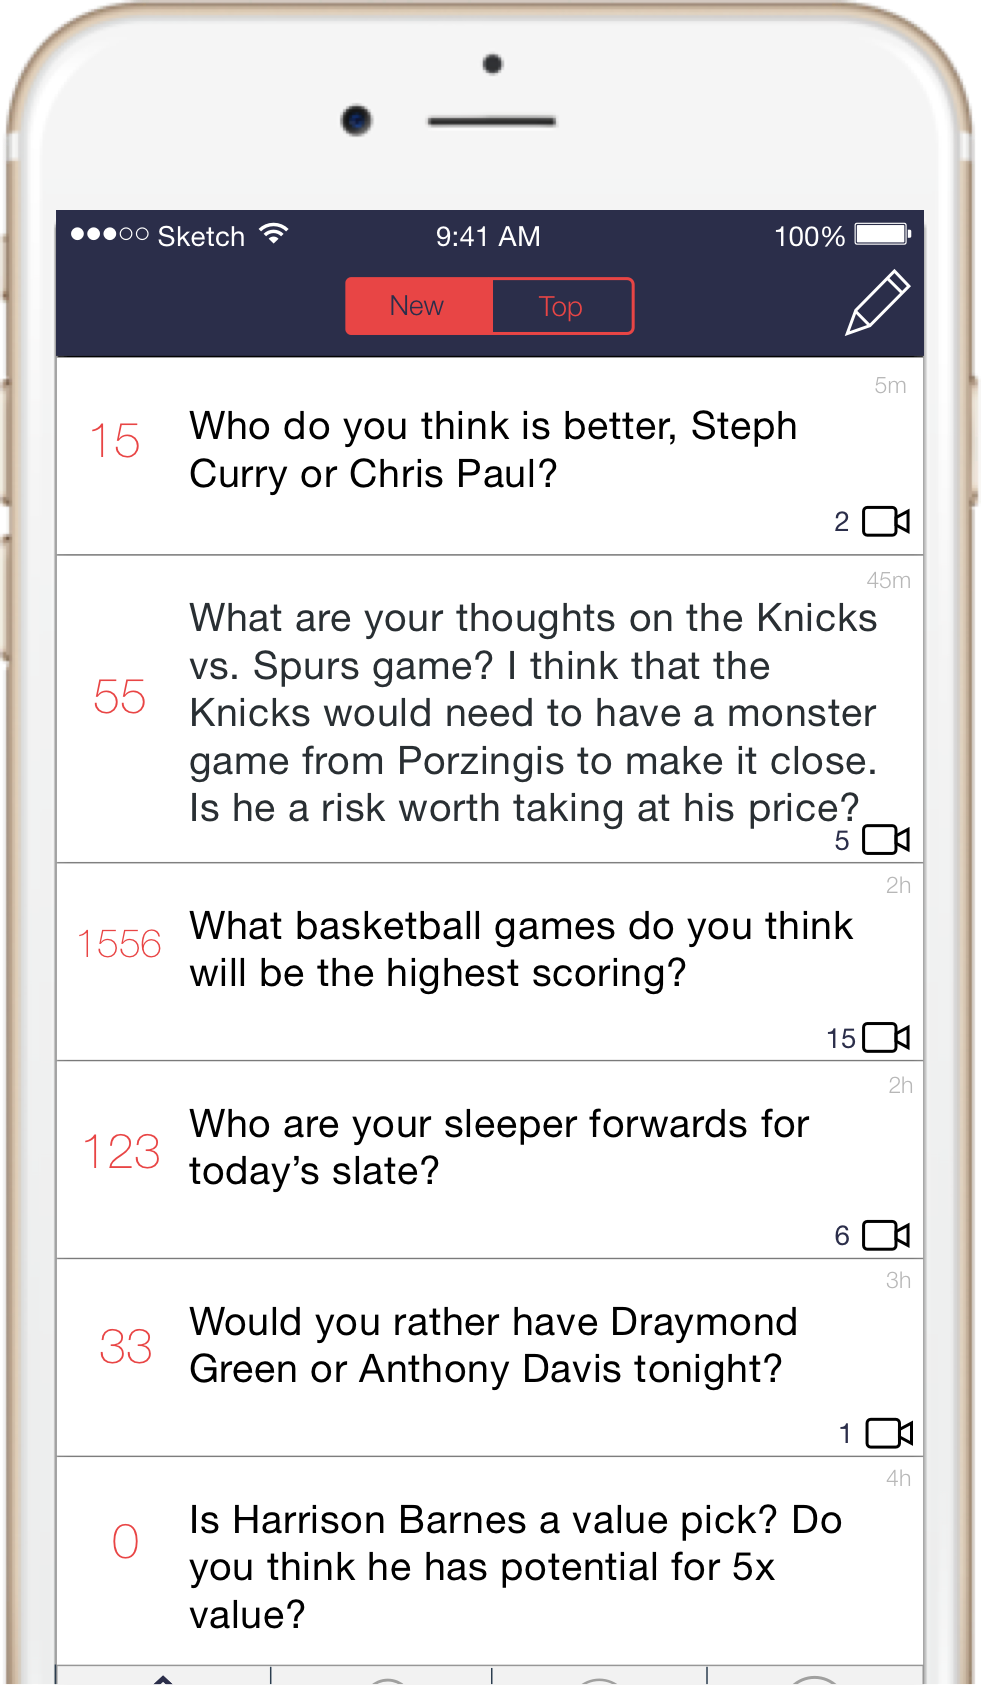 Sketch 9:41 AM 100%
New Top
5m
15
Who do you think is better, Steph
Curry or Chris Paul?
2
45m
55
What are your thoughts on the Knicks
vs. Spurs game? I think that the
Knicks would need to have a monster
game from Porzingis to make it close.
Is he a risk worth taking at his price?
5
2h
1556
What basketball games do you think
will be the highest scoring?
15
2h
123
Who are your sleeper forwards for
today’s slate?
6
3h
33
Would you rather have Draymond
Green or Anthony Davis tonight?
1
4h
0
Is Harrison Barnes a value pick? Do
you think he has potential for 5x
value?